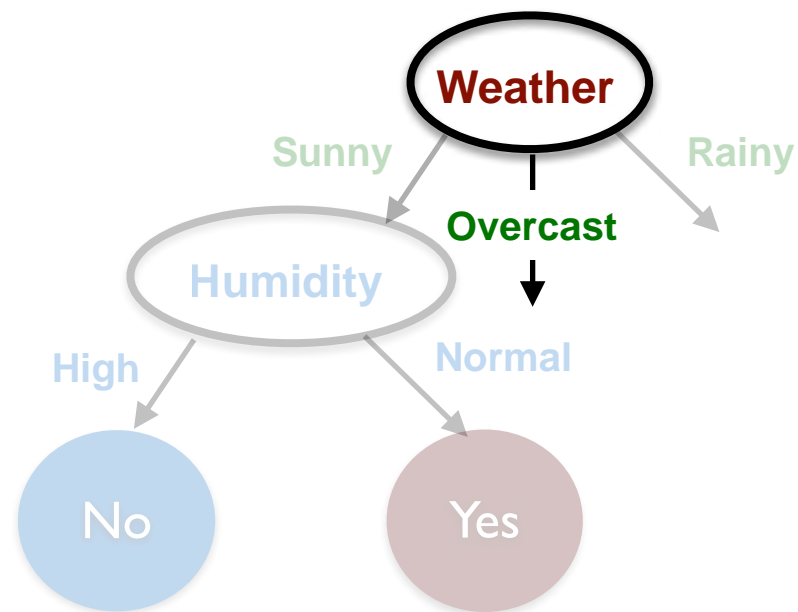 Weather
Sunny
Rainy
Overcast
Humidity
High
Normal
No
Yes